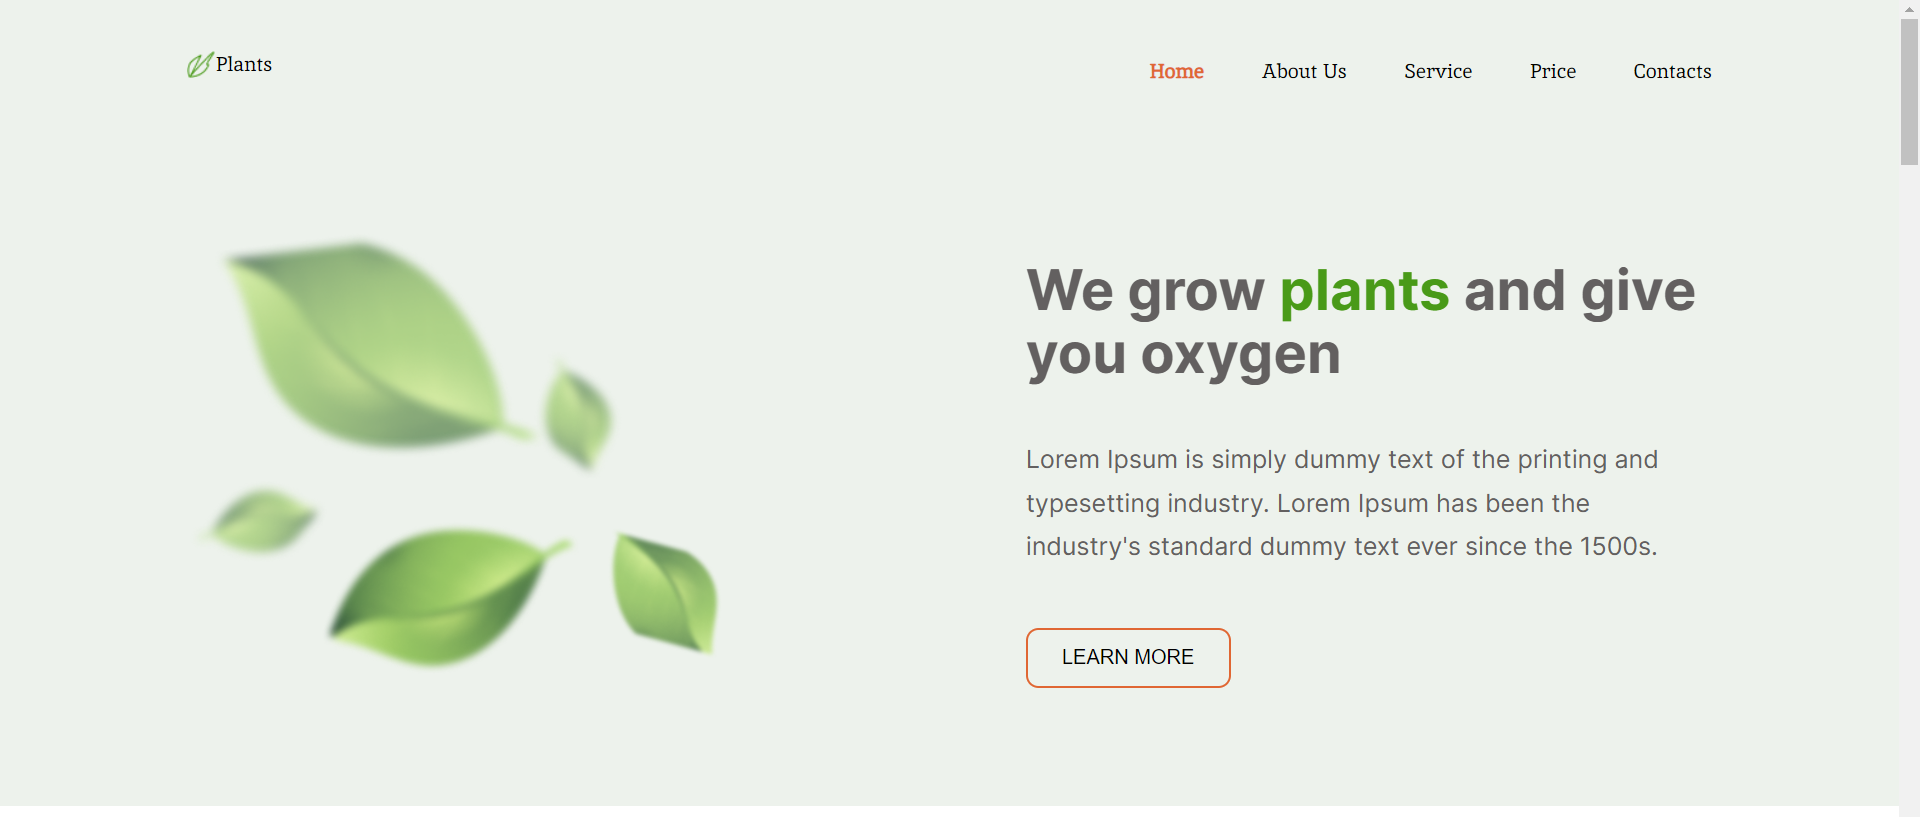 Plants
Home About Us Service Price Contacts
We grow plants and give
you oxygen
Lorem Ipsum is simply dummy text of the printing and
typesetting industry. Lorem Ipsum has been the
industry's standard dummy text ever since the 1500s.
LEARN MORE